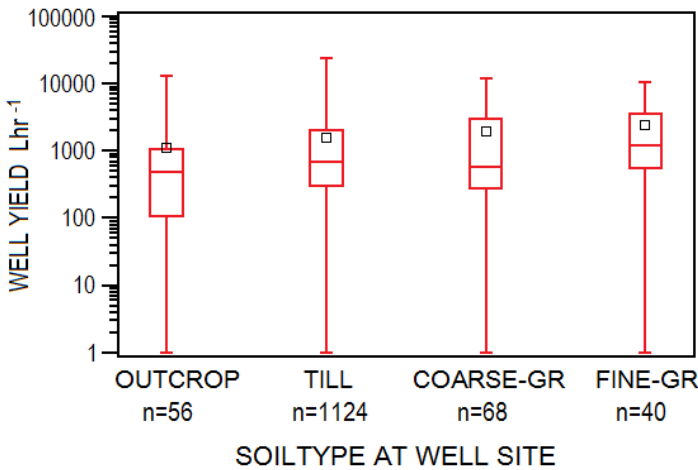 100000
10000
1000
100
10
1
WELL YIELD Lhr⁻¹
OUTCROP TILL COARSE-GR FINE-GR
n=56 n=1124 n=68 n=40
SOILTYPE AT WELL SITE